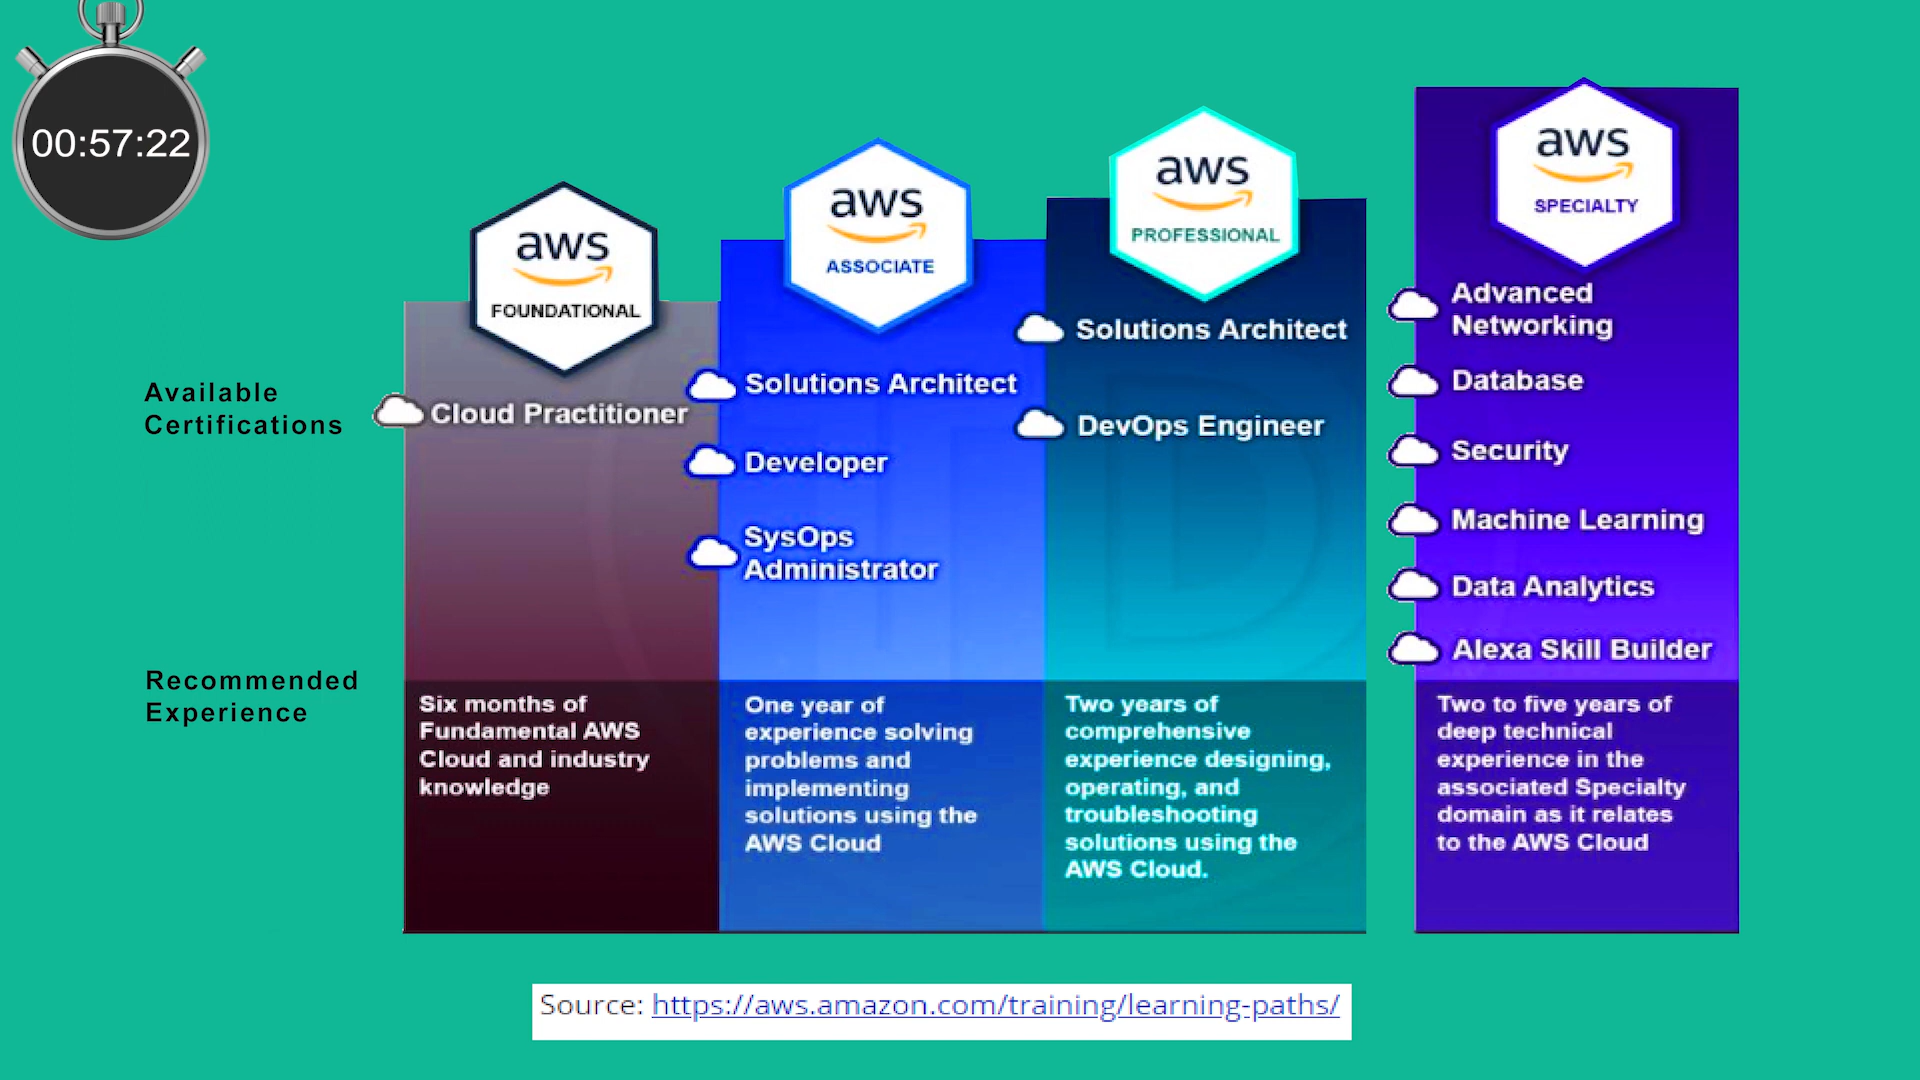 00:57:22
aws
FOUNDATIONAL
aws
ASSOCIATE
aws
PROFESSIONAL
aws
SPECIALTY
Available
Certifications
Cloud Practitioner
Solutions Architect
Developer
SysOps
Administrator
Solutions Architect
DevOps Engineer
Advanced
Networking
Database
Security
Machine Learning
Data Analytics
Alexa Skill Builder
Recommended
Experience
Six months of
Fundamental AWS
Cloud and industry
knowledge
One year of
experience solving
problems and
implementing
solutions using the
AWS Cloud
Two years of
comprehensive
experience designing,
operating, and
troubleshooting
solutions using the
AWS Cloud.
Two to five years of
deep technical
experience in the
associated Specialty
domain as it relates
to the AWS Cloud
Source: https://aws.amazon.com/training/learning-paths/